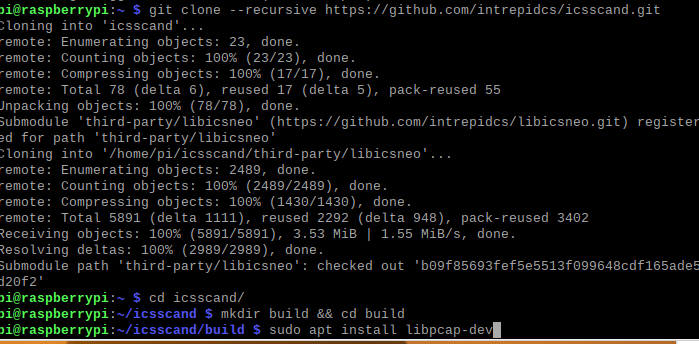 pi@raspberrypi:~ $ git clone --recursive https://github.com/intrepidcs/icsscand.git
Cloning into 'icsscand'...
remote: Enumerating objects: 23, done.
remote: Counting objects: 100% (23/23), done.
remote: Compressing objects: 100% (17/17), done.
remote: Total 78 (delta 6), reused 17 (delta 5), pack-reused 55
Unpacking objects: 100% (78/78), done.
Submodule 'third-party/libicsneo' (https://github.com/intrepidcs/libicsneo.git) register
ed for path 'third-party/libicsneo'
Cloning into '/home/pi/icsscand/third-party/libicsneo'...
remote: Enumerating objects: 2489, done.
remote: Counting objects: 100% (2489/2489), done.
remote: Compressing objects: 100% (1430/1430), done.
remote: Total 5891 (delta 1111), reused 2292 (delta 948), pack-reused 3402
Receiving objects: 100% (5891/5891), 3.53 MiB | 1.55 MiB/s, done.
Resolving deltas: 100% (2989/2989), done.
Submodule path 'third-party/libicsneo': checked out 'b09f85693fef5e5513f099648cdf165ade5
d20f2'
pi@raspberrypi:~ $ cd icsscand/
pi@raspberrypi:~/icsscand $ mkdir build && cd build
pi@raspberrypi:~/icsscand/build $ sudo apt install libpcap-dev